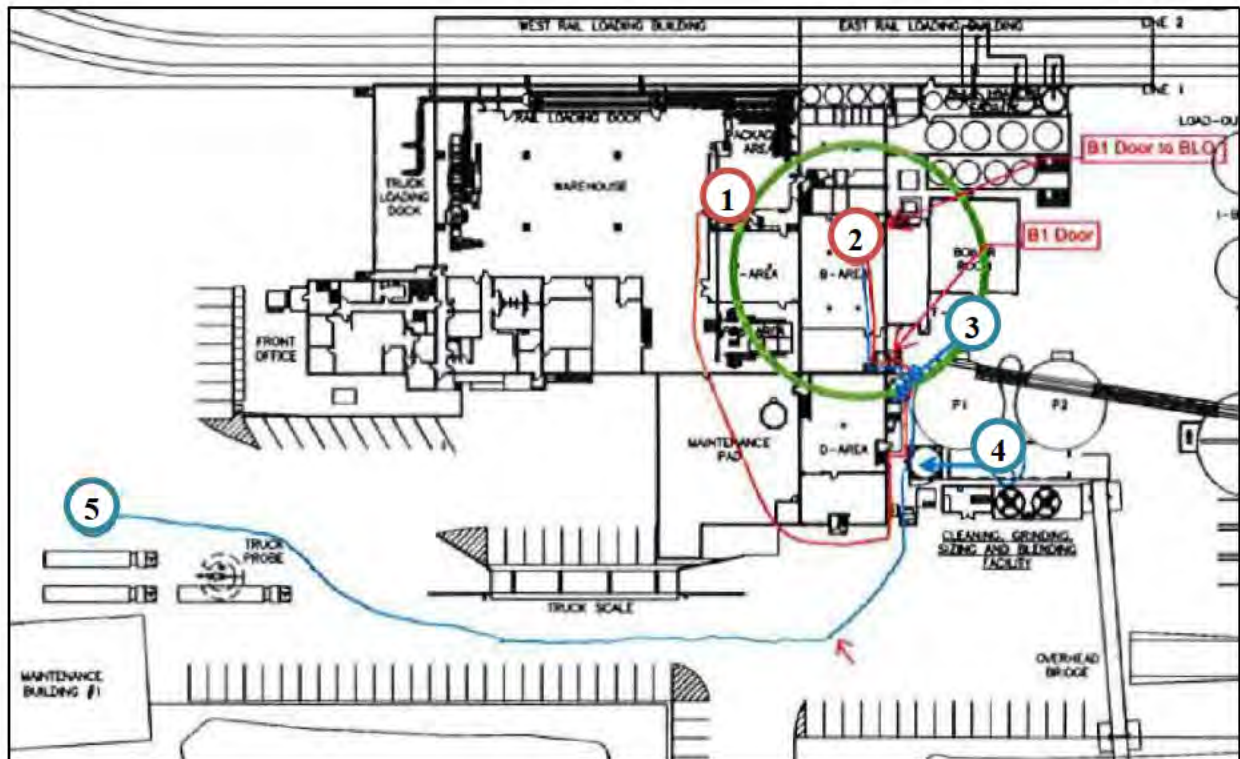 WEST RAIL LOADING BUILDING
EAST RAIL LOADING BUILDING
LINE 2
LINE 1
RAIL LOADING DOCK
AREA
LOAD-OU
B1 Door to BLO
TRUCK
LOADING
DOCK
WAREHOUSE
1
2
B1 Door
-AREA
B-AREA
3
FRONT
OFFICE
P1
P2
MAINTENANCE
PAD
D-AREA
4
5
TRUCK
PROBE
CLEANING, GRINDING,
SIZING AND BLENDING
FACILITY
TRUCK SCALE
MAINTENANCE
BUILDING #1
OVERHEAD
BRIDGE